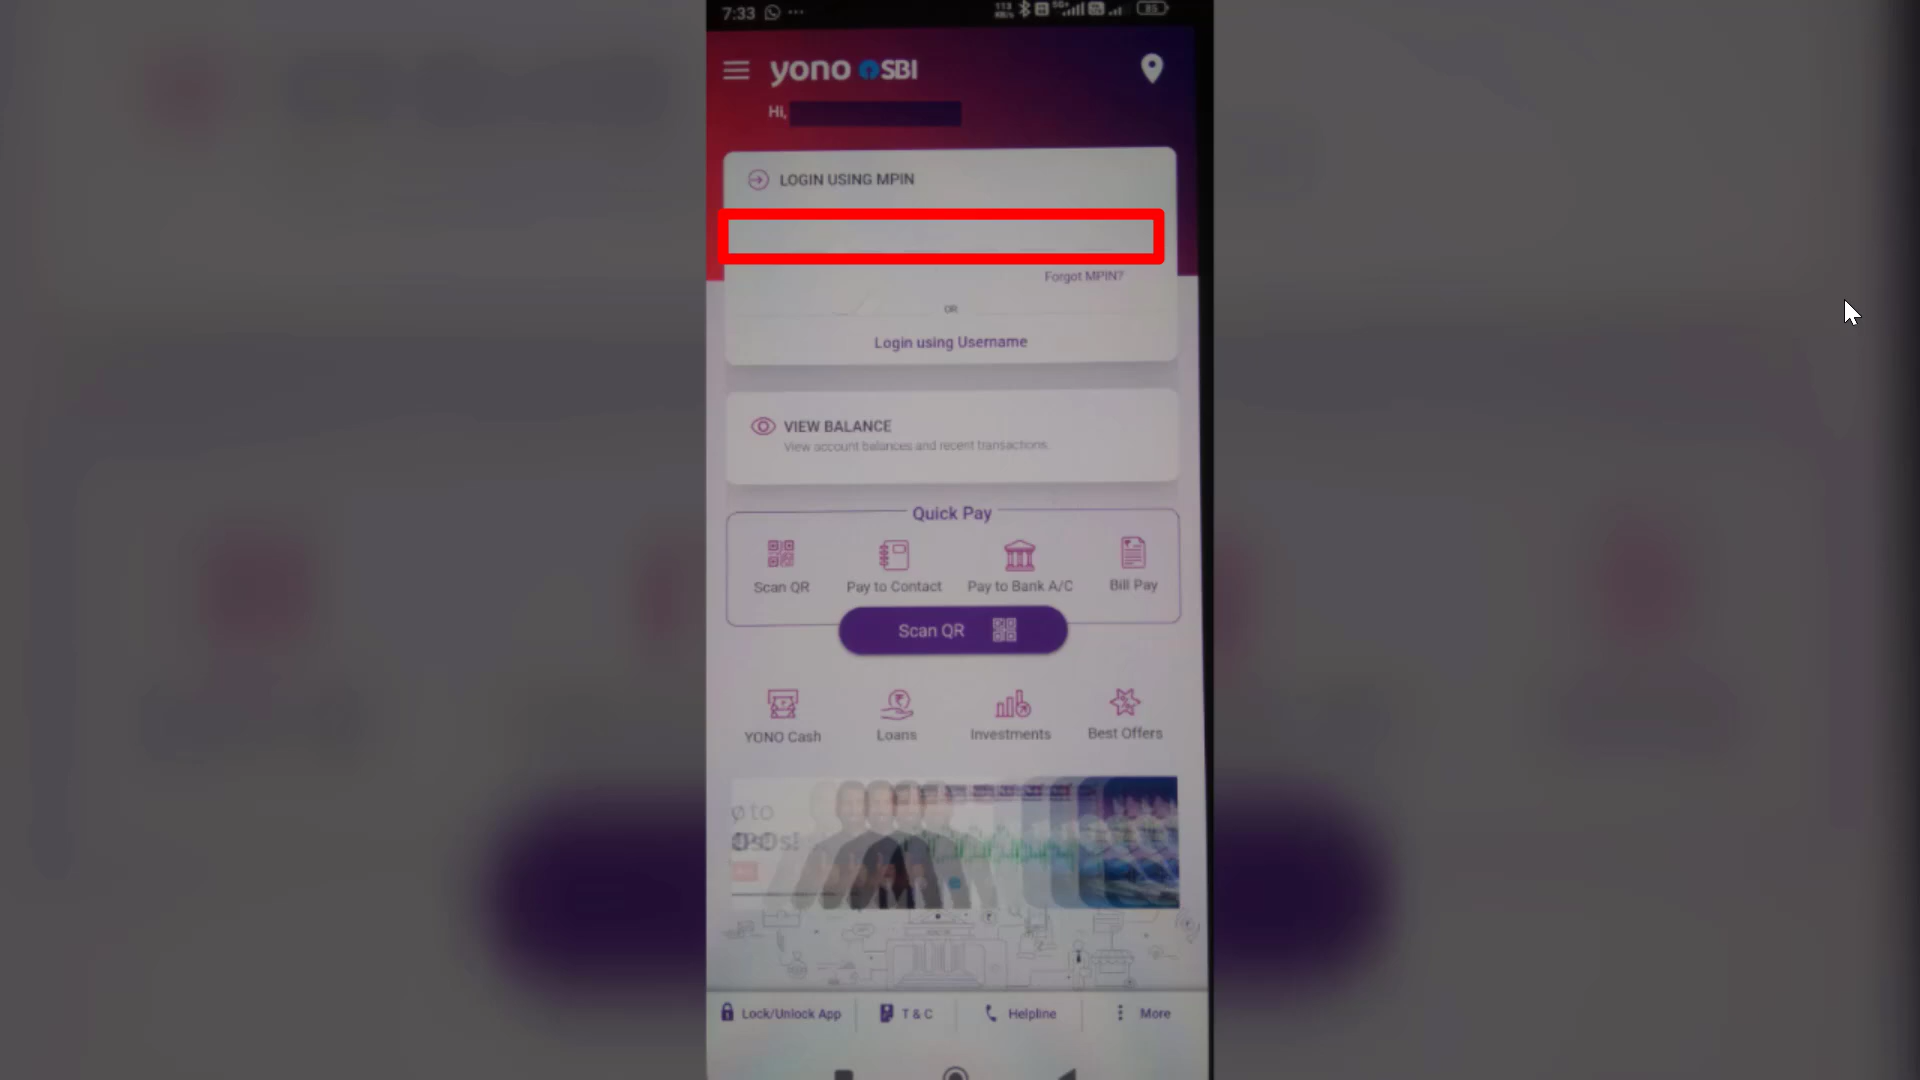 7:33
yono SBI
Hi,
LOGIN USING MPIN
Forgot MPIN?
OR
Login using Username
VIEW BALANCE
View account balances and recent transactions.
Quick Pay
Scan QR Pay to Contact Pay to Bank A/C Bill Pay
Scan QR
YONO Cash Loans Investments Best Offers
Lock/Unlock App T & C Helpline More